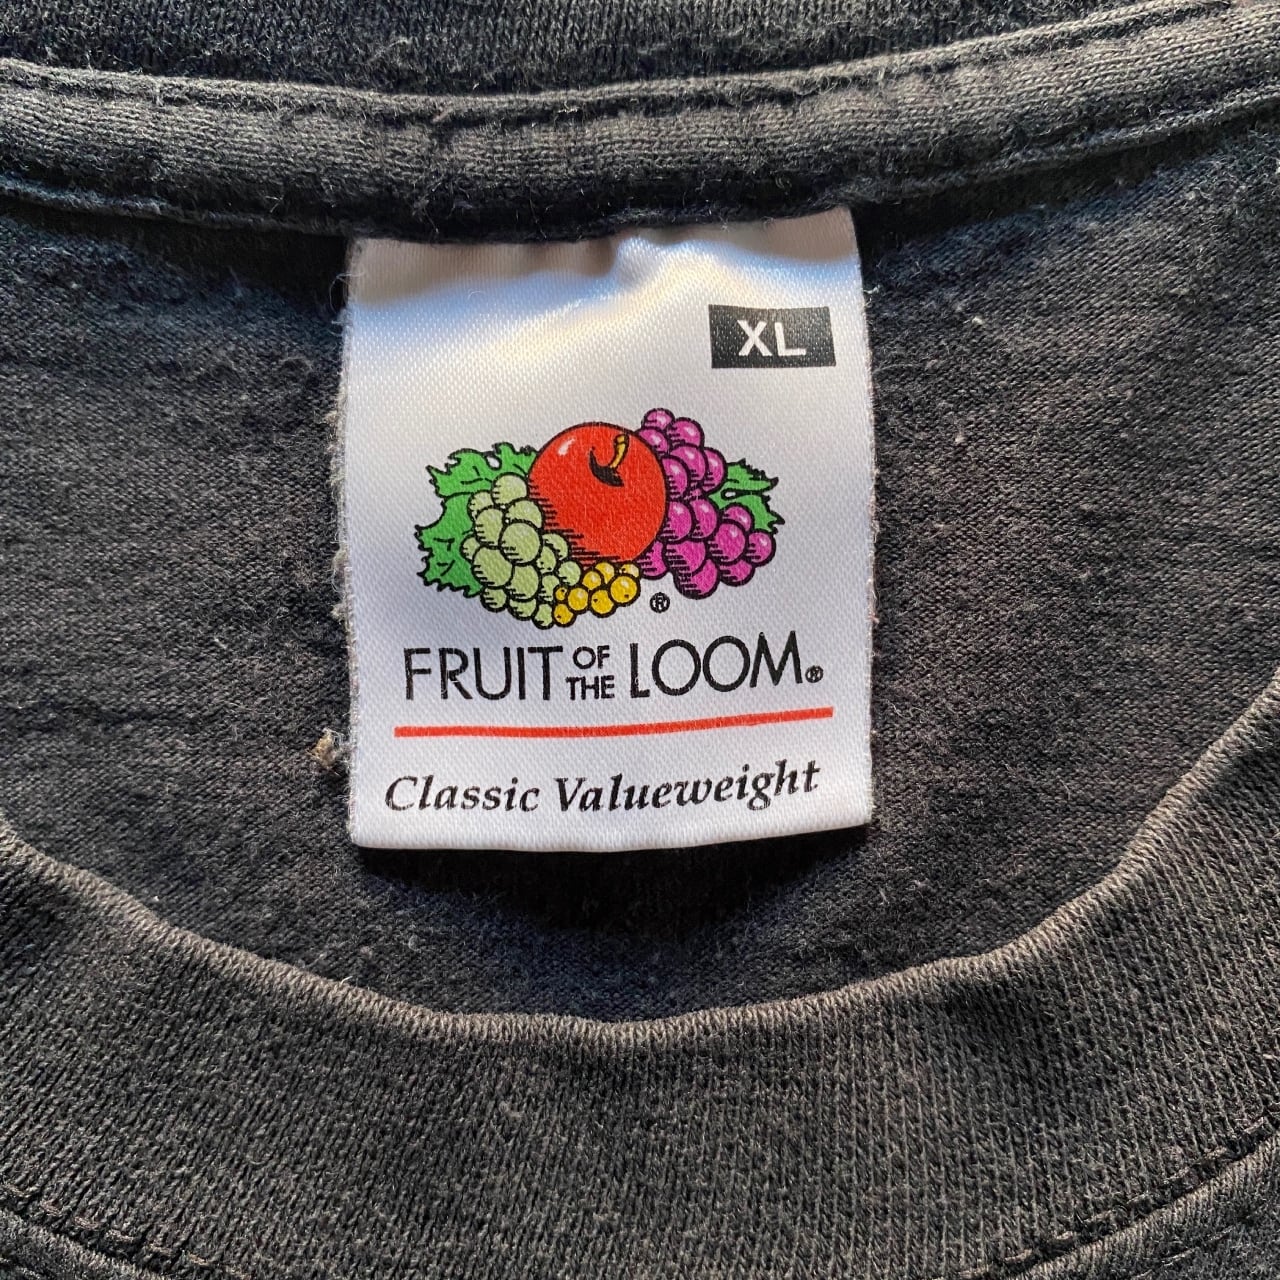 XL
®
FRUIT OF THE LOOM®
Classic Valueweight